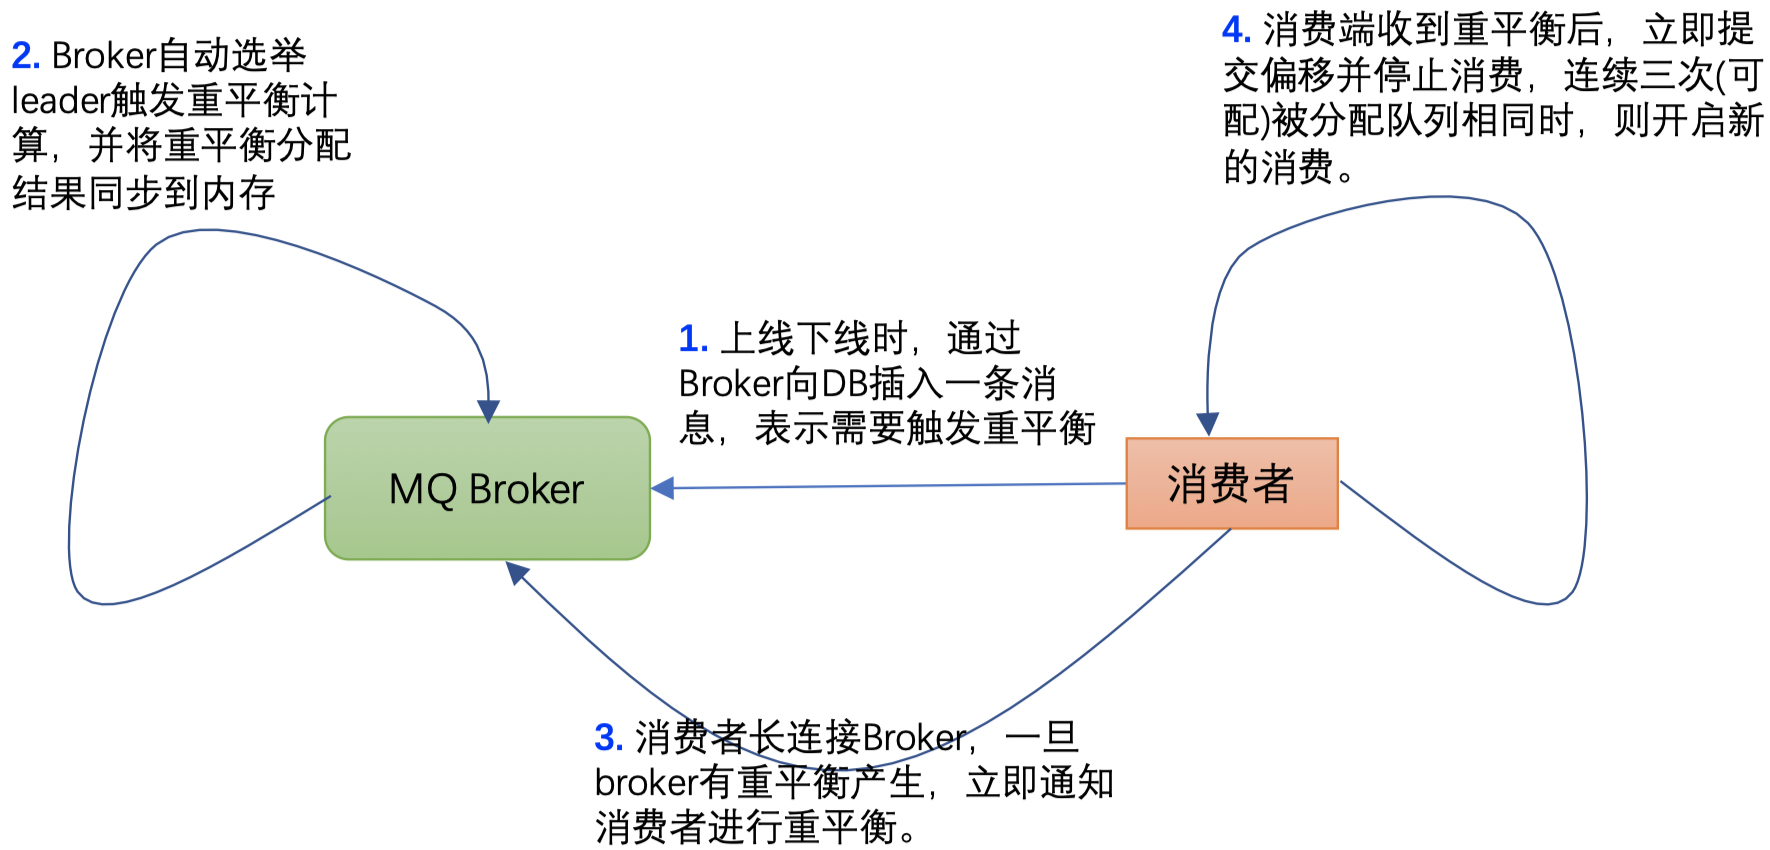 2. Broker自动选举
leader触发重平衡计
算，并将重平衡分配
结果同步到内存
4. 消费端收到重平衡后，立即提
交偏移并停止消费，连续三次(可
配)被分配队列相同时，则开启新
的消费。
1. 上线下线时，通过
Broker向DB插入一条消
息，表示需要触发重平衡
MQ Broker
消费者
3. 消费者长连接Broker，一旦
broker有重平衡产生，立即通知
消费者进行重平衡。